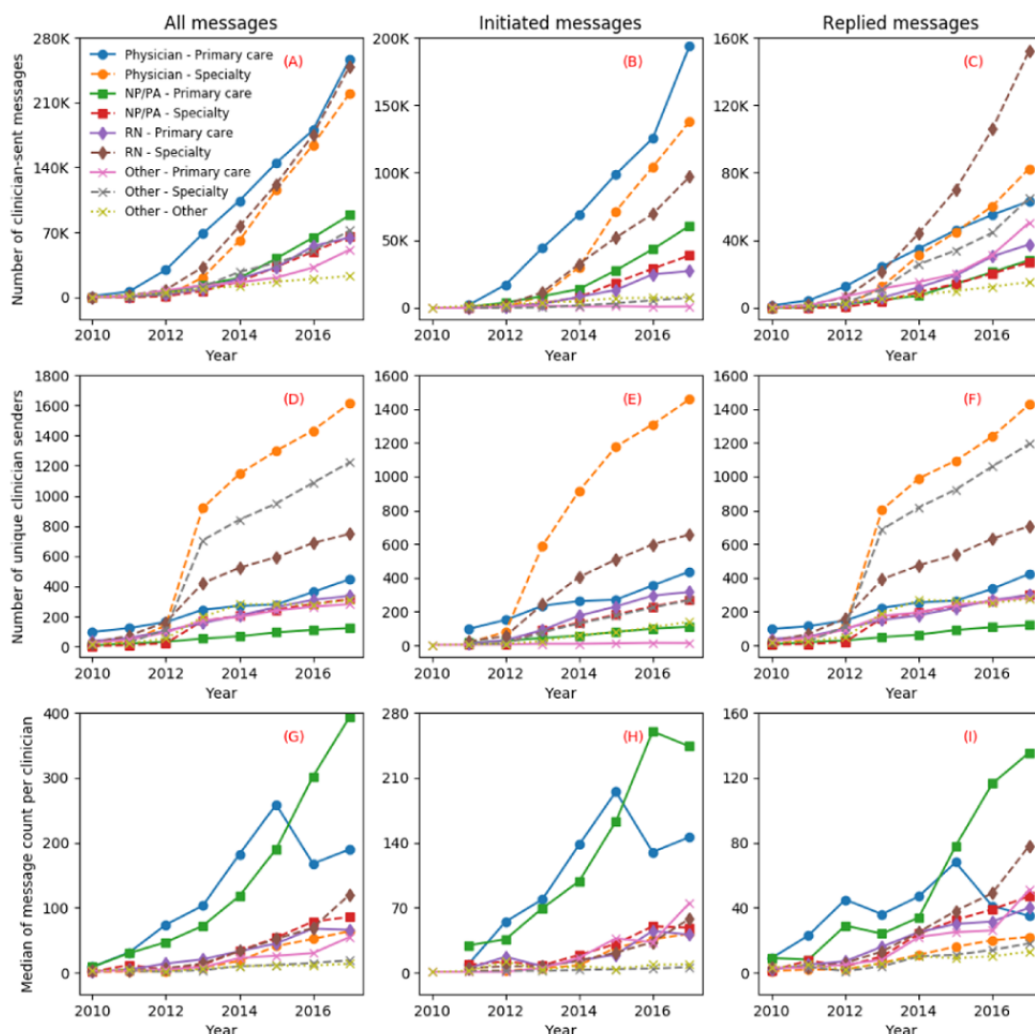 All messages Initiated messages Replied messages
280K 200K 160K
Physician - Primary care (A) (B) (C)
Physician - Specialty
NP/PA - Primary care
210K 150K 120K
NP/PA - Specialty
RN - Primary care
RN - Specialty
140K 100K 80K
Other - Primary care
Other - Specialty
Other - Other
70K 50K 40K
0 0 0
Number of clinician-sent messages
2010 2012 2014 2016 2010 2012 2014 2016 2010 2012 2014 2016
Year Year Year
1800 1600 1600
1600 (D) 1400 (E) 1400 (F)
1400 1200 1200
1200 1000 1000
1000 800 800
800 600 600
600 400 400
400 200 200
200 0 0
0
Number of unique clinician senders
2010 2012 2014 2016 2010 2012 2014 2016 2010 2012 2014 2016
Year Year Year
400 280 160
(G) (H) (I)
300 210 120
200 140 80
100 70 40
0 0 0
Median of message count per clinician
2010 2012 2014 2016 2010 2012 2014 2016 2010 2012 2014 2016
Year Year Year